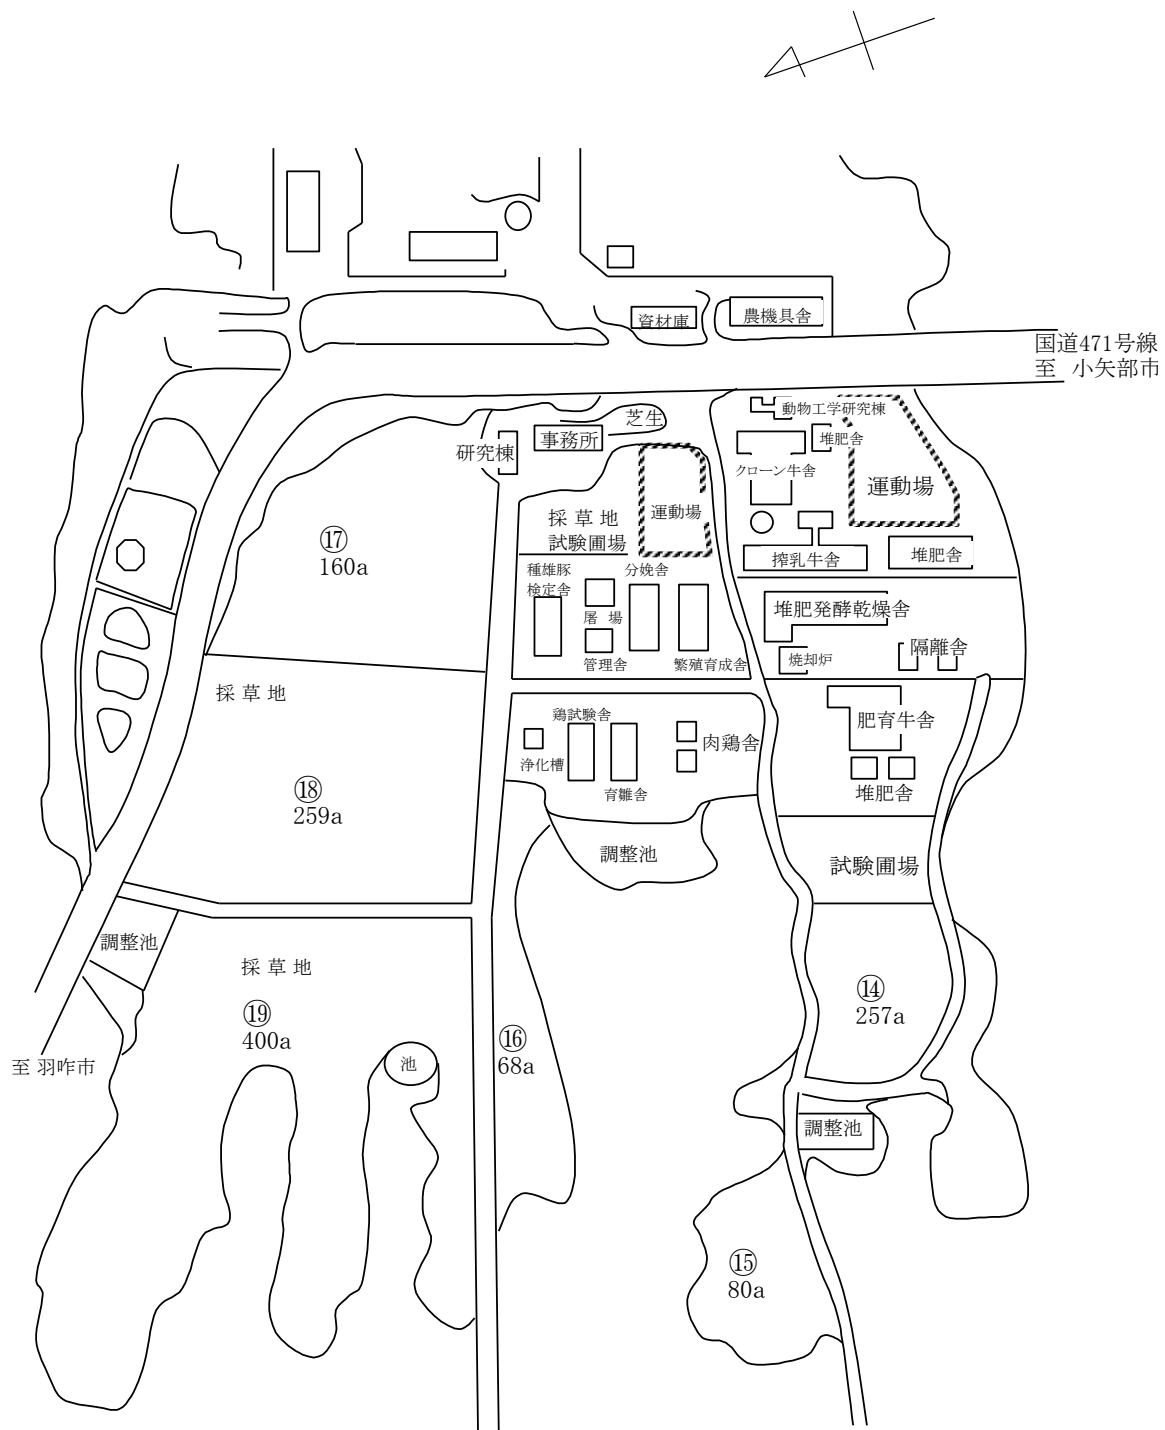 資材庫
農機具舎
国道471号線
至 小矢部市
動物工学研究棟
芝生
事務所
研究棟
堆肥舎
クローン牛舎
運動場
運動場
採 草 地
試験圃場
⑰
160a
搾乳牛舎
堆肥舎
種雄豚
検定舎
分娩舎
屠 場
管理舎
繁殖育成舎
堆肥発酵乾燥舎
焼却炉
隔離舎
採 草 地
鶏試験舎
肥育牛舎
肉鶏舎
浄化槽
育雛舎
堆肥舎
⑱
259a
調整池
試験圃場
調整池
採 草 地
⑲
400a
⑭
257a
⑯
68a
至 羽咋市
池
調整池
⑮
80a